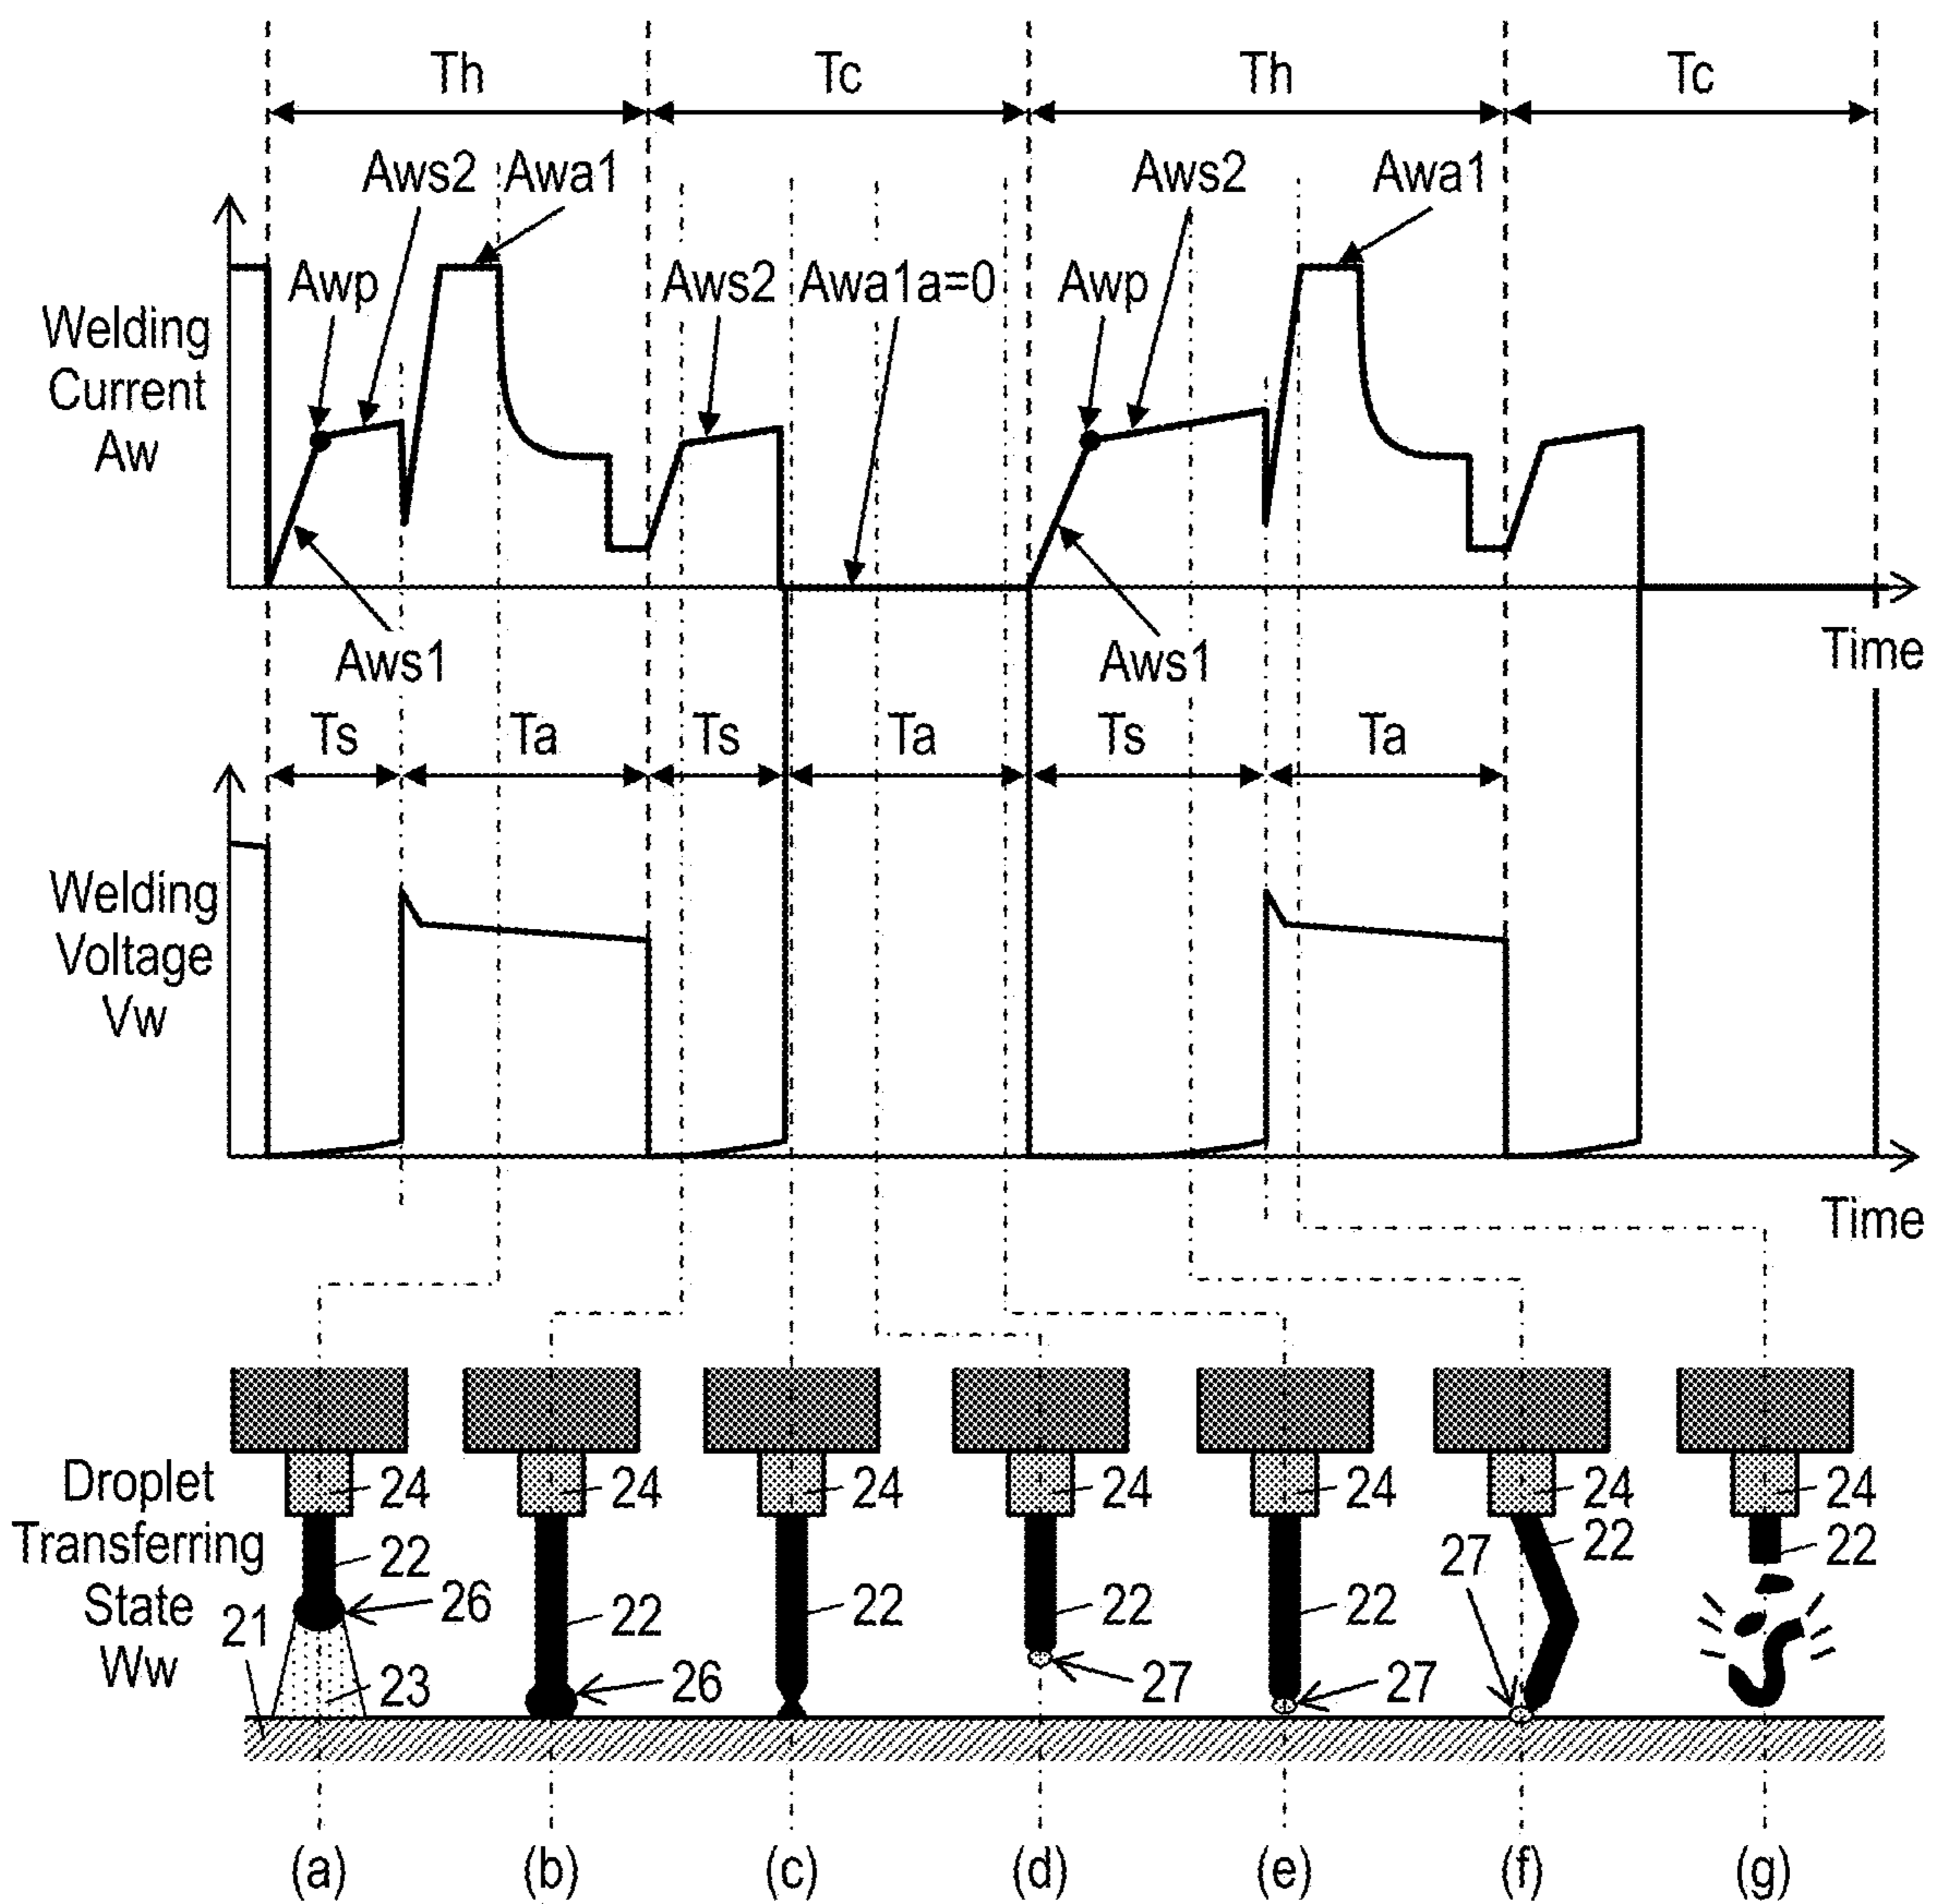 Th Tc Th Tc
Aws2 Awa1 Aws2 Awa1
Awp Aws2 Awa1a=0 Awp
Welding
Current
Aw
Aws1 Aws1 Time
Ts Ta Ts Ta Ts Ta
Welding
Voltage
Vw
Time
Droplet
Transferring
State
Ww
24 24 24 24 24 24 24
22 22 22 22 22 22 22
21 26 26 27 27 27
23
(a) (b) (c) (d) (e) (f) (g)